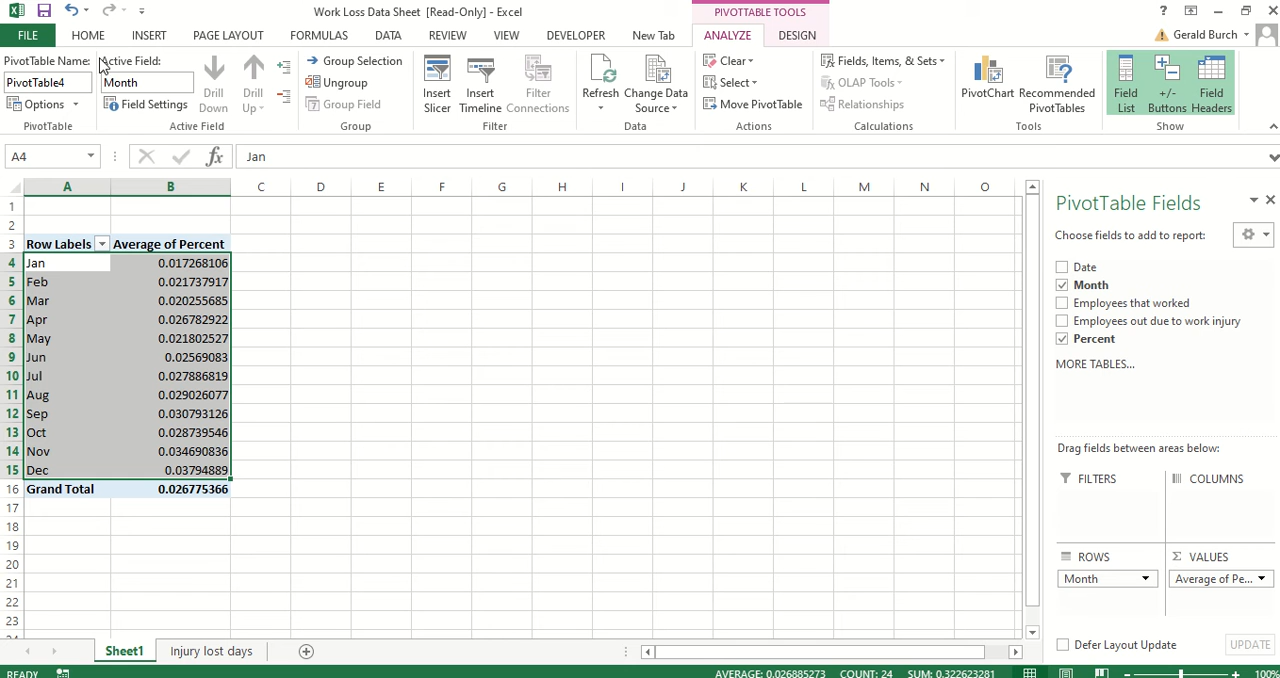 Work Loss Data Sheet [Read-Only] - Excel
PIVOTTABLE TOOLS
?
FILE HOME INSERT PAGE LAYOUT FORMULAS DATA REVIEW VIEW DEVELOPER New Tab ANALYZE DESIGN Gerald Burch
PivotTable Name:
PivotTable4
Options
PivotTable
Active Field:
Month
Field Settings
Drill
Down
Drill
Up
Active Field
Group Selection
Ungroup
Group Field
Group
Insert
Slicer
Insert
Timeline
Filter
Connections
Filter
Refresh
Change Data
Source
Data
Clear
Select
Move PivotTable
Actions
Fields, Items, & Sets
OLAP Tools
Relationships
Calculations
PivotChart
Recommended
PivotTables
Tools
Field
List
+/-
Buttons
Field
Headers
Show
A4 fx Jan
A B C D E F G H I J K L M N O
1
2
3 Row Labels Average of Percent
4 Jan 0.017268106
5 Feb 0.021737917
6 Mar 0.020255685
7 Apr 0.026782922
8 May 0.021802527
9 Jun 0.02569083
10 Jul 0.027886819
11 Aug 0.029026077
12 Sep 0.030793126
13 Oct 0.028739546
14 Nov 0.034690836
15 Dec 0.03794889
16 Grand Total 0.026775366
17
18
19
20
21
22
23
24
PivotTable Fields
Choose fields to add to report:
Date
Month
Employees that worked
Employees out due to work injury
Percent
MORE TABLES...
Drag fields between areas below:
FILTERS
COLUMNS
ROWS
Month
Σ VALUES
Average of Pe...
Defer Layout Update UPDATE
Sheet1 Injury lost days
READY AVERAGE: 0.026885273 COUNT: 24 SUM: 0.322623281 100%